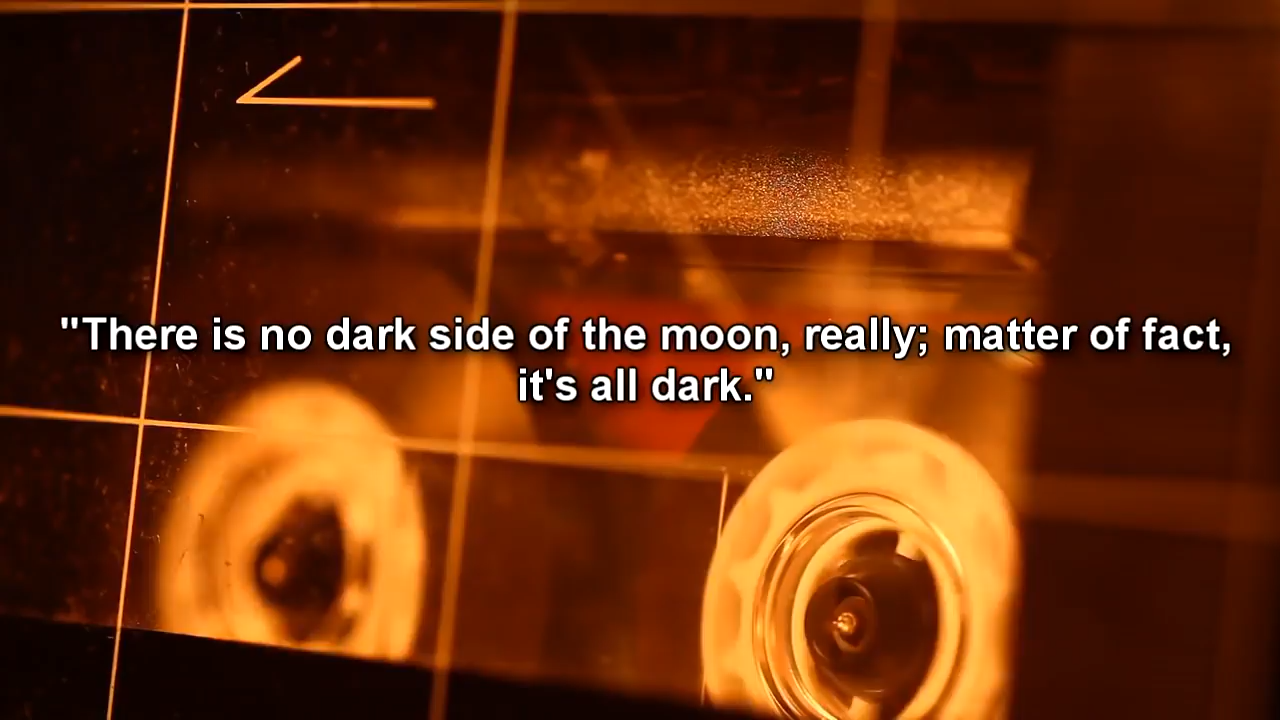 "There is no dark side of the moon, really; matter of fact,
it's all dark."